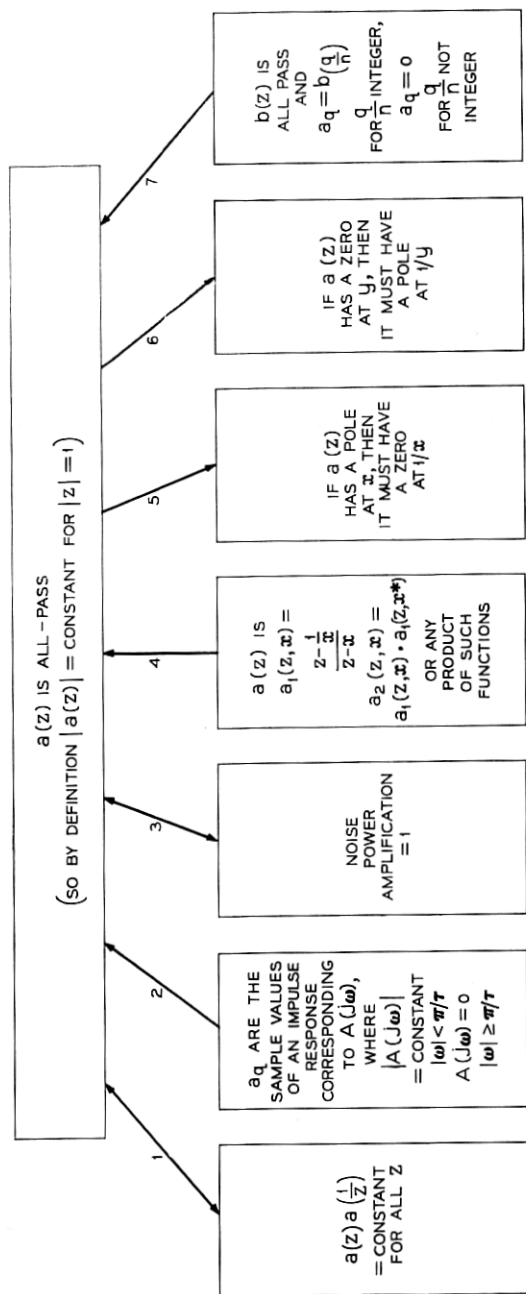 a(z) IS ALL-PASS
(SO BY DEFINITION |a(z)| = CONSTANT FOR |z| = 1)
1
2
3
4
5
6
7
a(z) a(1/z)
= CONSTANT
FOR ALL z
a_q ARE THE
SAMPLE VALUES
OF AN IMPULSE
RESPONSE
CORRESPONDING
TO A(jω),
WHERE
|A(jω)|
= CONSTANT
|ω| < π/τ
A(jω) = 0
|ω| ≥ π/τ
NOISE
POWER
AMPLIFICATION
= 1
a(z) IS
a₁(z,x) =
(z - 1/x)/(z - x)
a₂(z,x) =
a₁(z,x) • a₁(z,x*)
OR ANY
PRODUCT
OF SUCH
FUNCTIONS
IF a(z)
HAS A POLE
AT x, THEN
IT MUST HAVE
A ZERO
AT 1/x
IF a(z)
HAS A ZERO
AT y, THEN
IT MUST HAVE
A POLE
AT 1/y
b(z) IS
ALL PASS
AND
a_q = b(q/n)
FOR q/n INTEGER,
a_q = 0
FOR q/n NOT
INTEGER